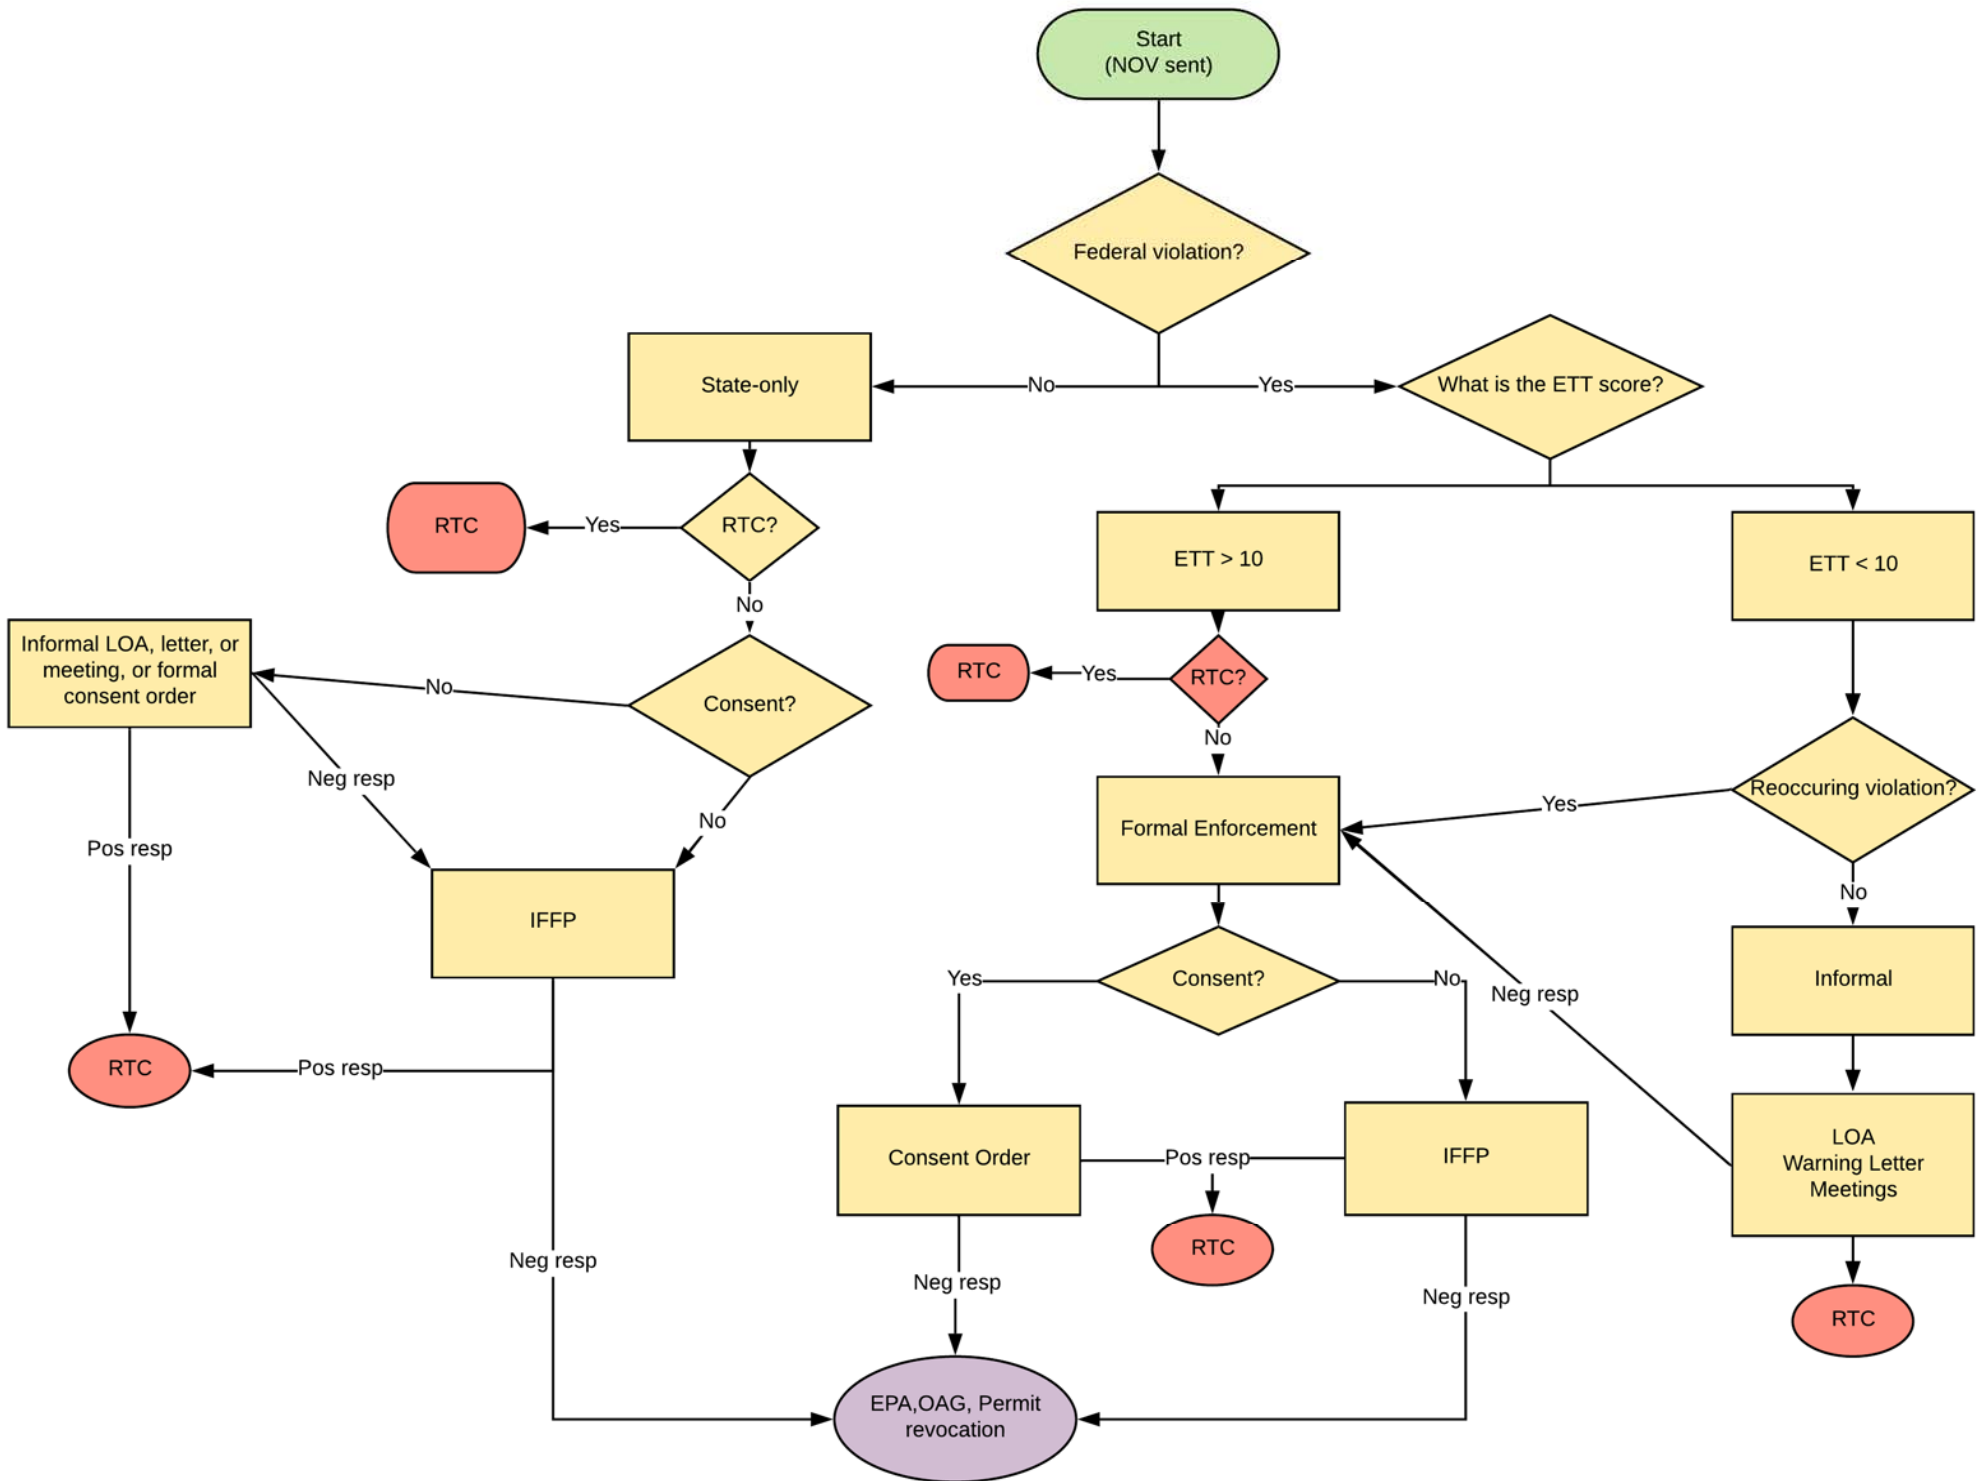 Start
(NOV sent)
Federal violation?
State-only
No
Yes
What is the ETT score?
RTC
Yes
RTC?
No
ETT > 10
ETT < 10
Informal LOA, letter, or
meeting, or formal
consent order
No
Consent?
RTC
Yes
RTC?
No
Neg resp
No
Pos resp
Formal Enforcement
Yes
Reoccuring violation?
No
IFFP
Yes
Consent?
No
Neg resp
Informal
RTC
Pos resp
Consent Order
Pos resp
IFFP
LOA
Warning Letter
Meetings
RTC
Neg resp
Neg resp
Neg resp
RTC
EPA,OAG, Permit
revocation